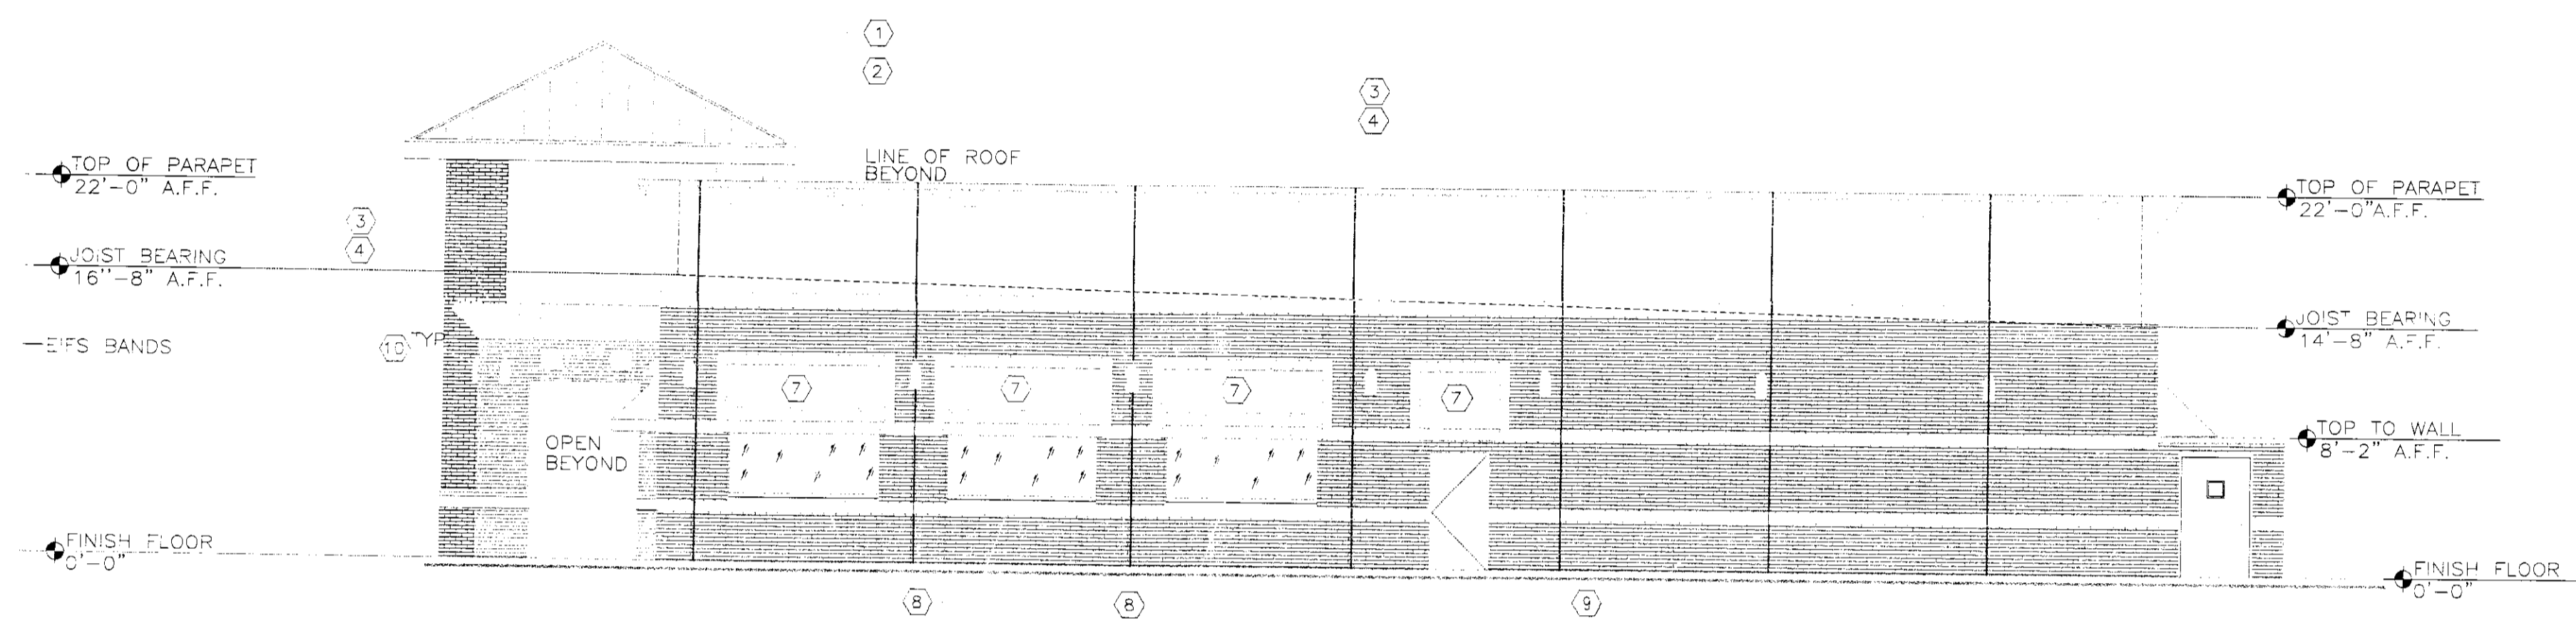 1
2
3
4
LINE OF ROOF
BEYOND
TOP OF PARAPET
22'-0" A.F.F.
TOP OF PARAPET
22'-0"A.F.F.
3
4
JOIST BEARING
16''-8" A.F.F.
JOIST BEARING
14'-8" A.F.F.
EIFS BANDS
10 TYP
7
7
7
7
OPEN
BEYOND
TOP TO WALL
8'-2" A.F.F.
FINISH FLOOR
0'-0"
FINISH FLOOR
0'-0"
8
8
9